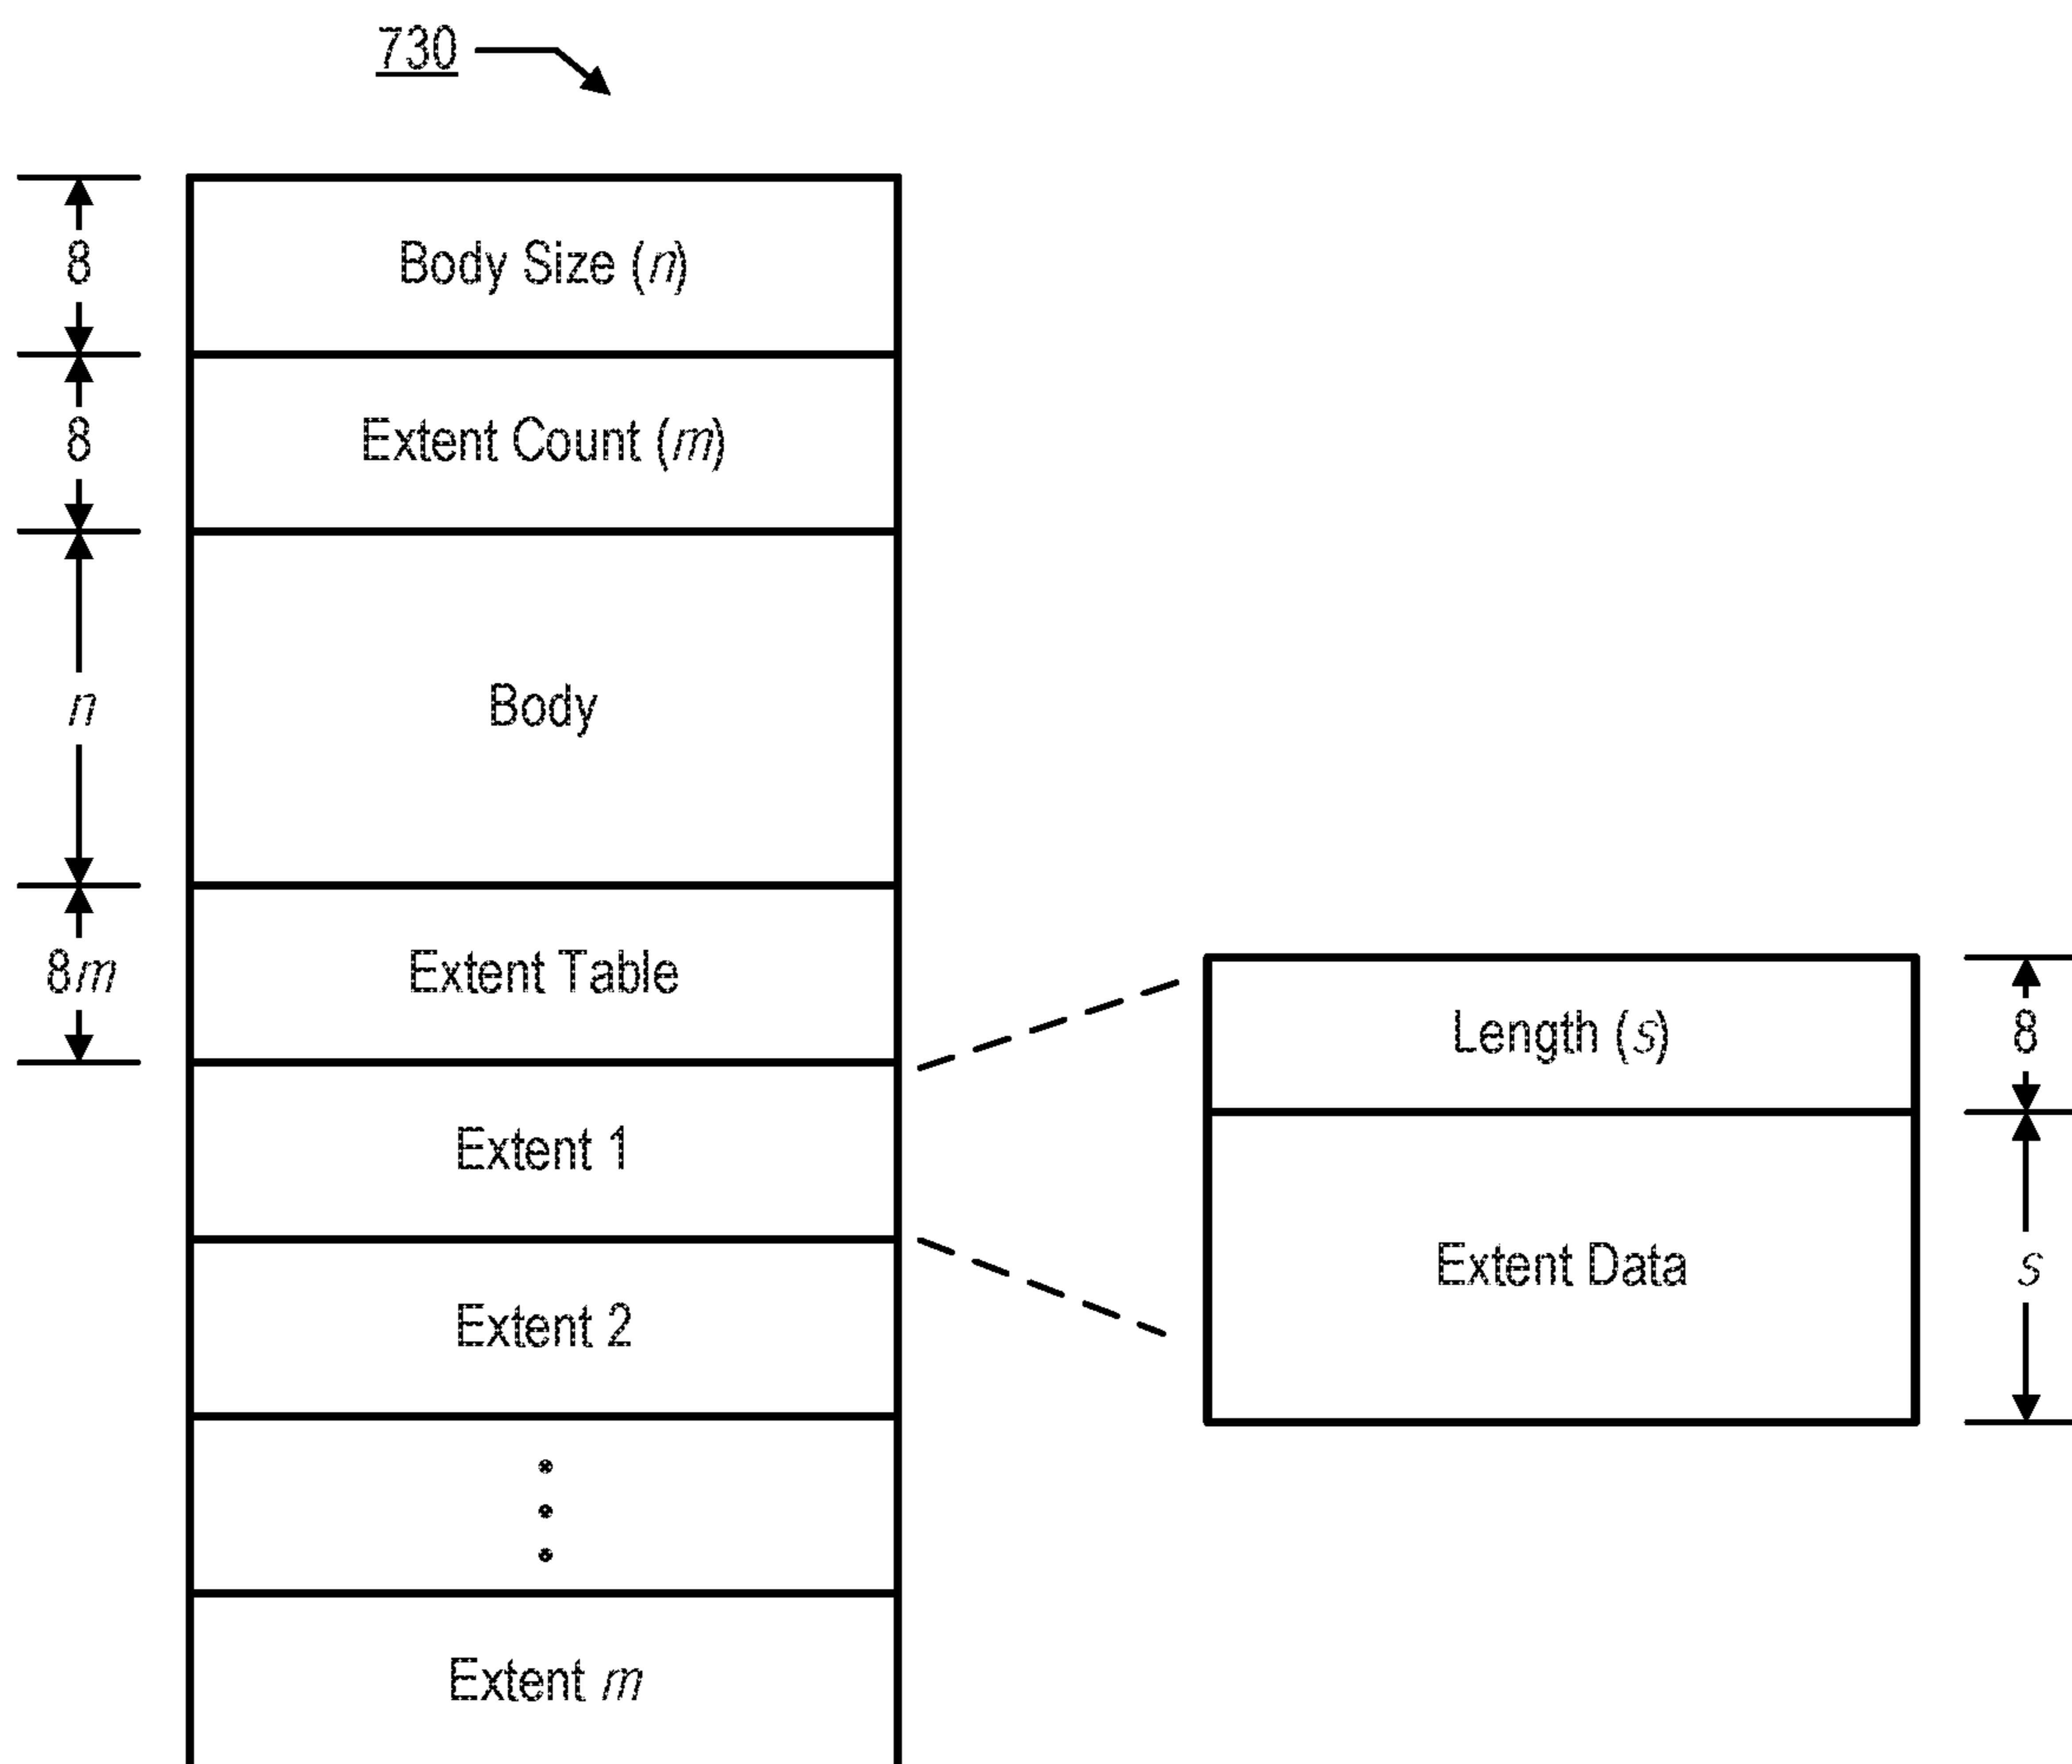 730
8
Body Size (n)
8
Extent Count (m)
n
Body
8m
Extent Table
Length (s)
8
Extent 1
Extent Data
s
Extent 2
Extent m